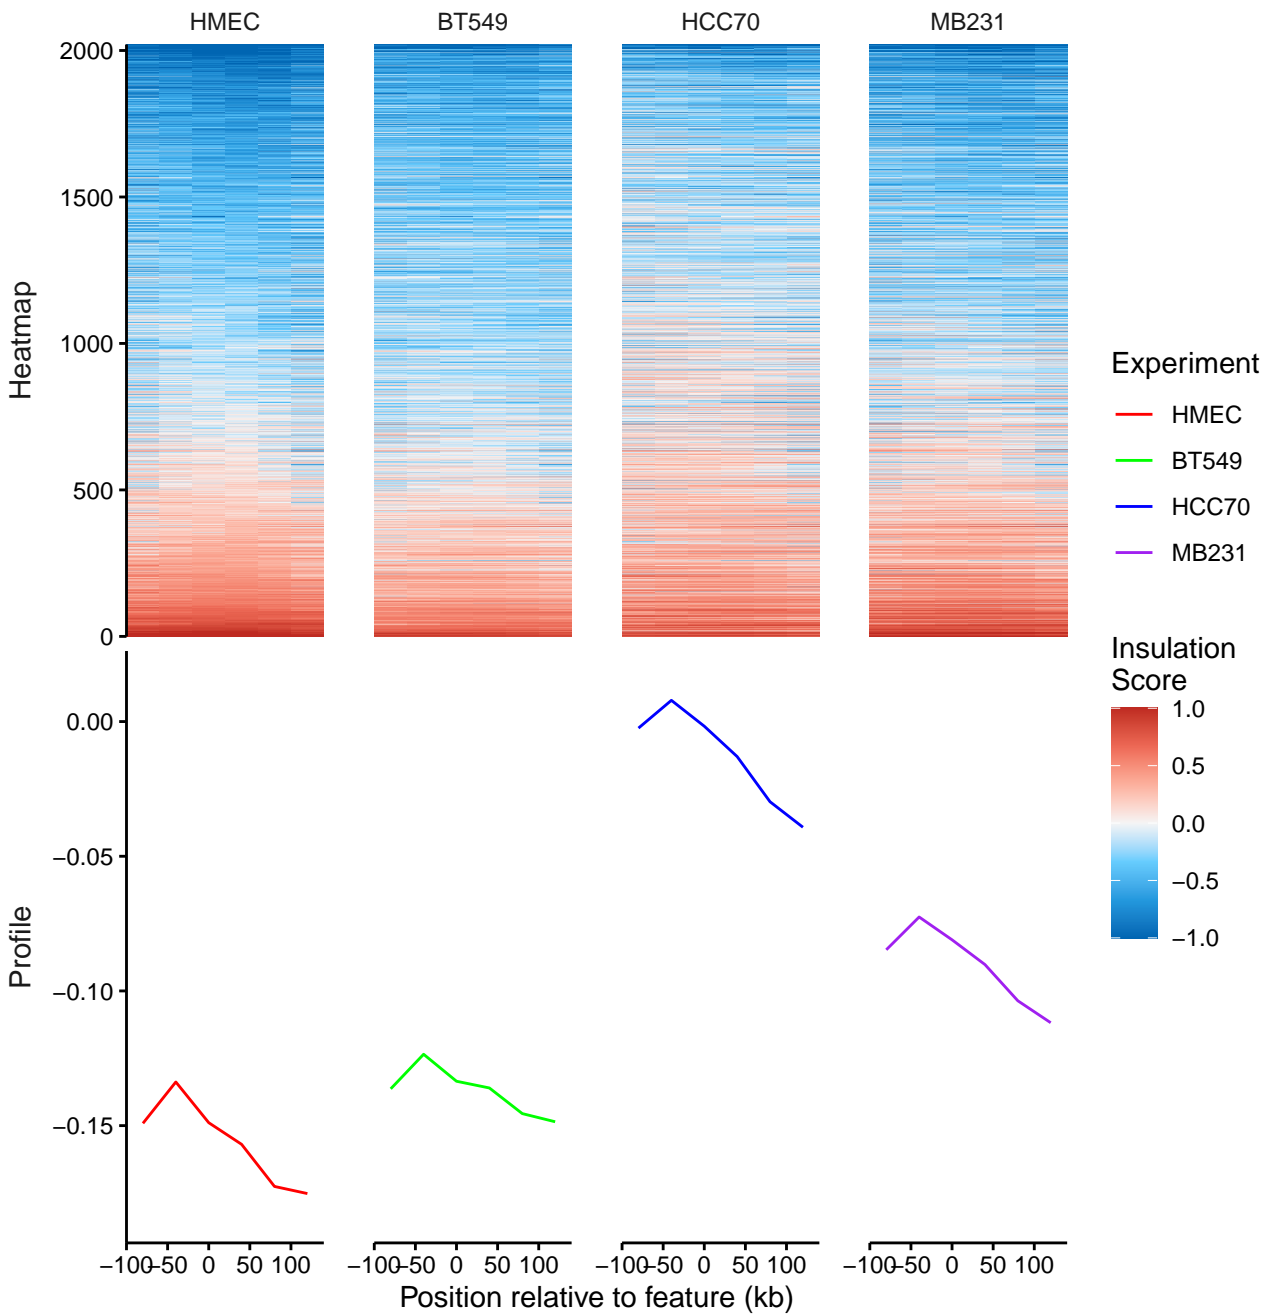 HMEC BT549 HCC70 MB231
2000
1500
1000
500
0
Heatmap
Experiment
HMEC
BT549
HCC70
MB231
Insulation
Score
1.0
0.5
0.0
−0.5
−1.0
0.00
−0.05
−0.10
−0.15
Profile
−100 −50 0 50 100 −100 −50 0 50 100 −100 −50 0 50 100 −100 −50 0 50 100
Position relative to feature (kb)